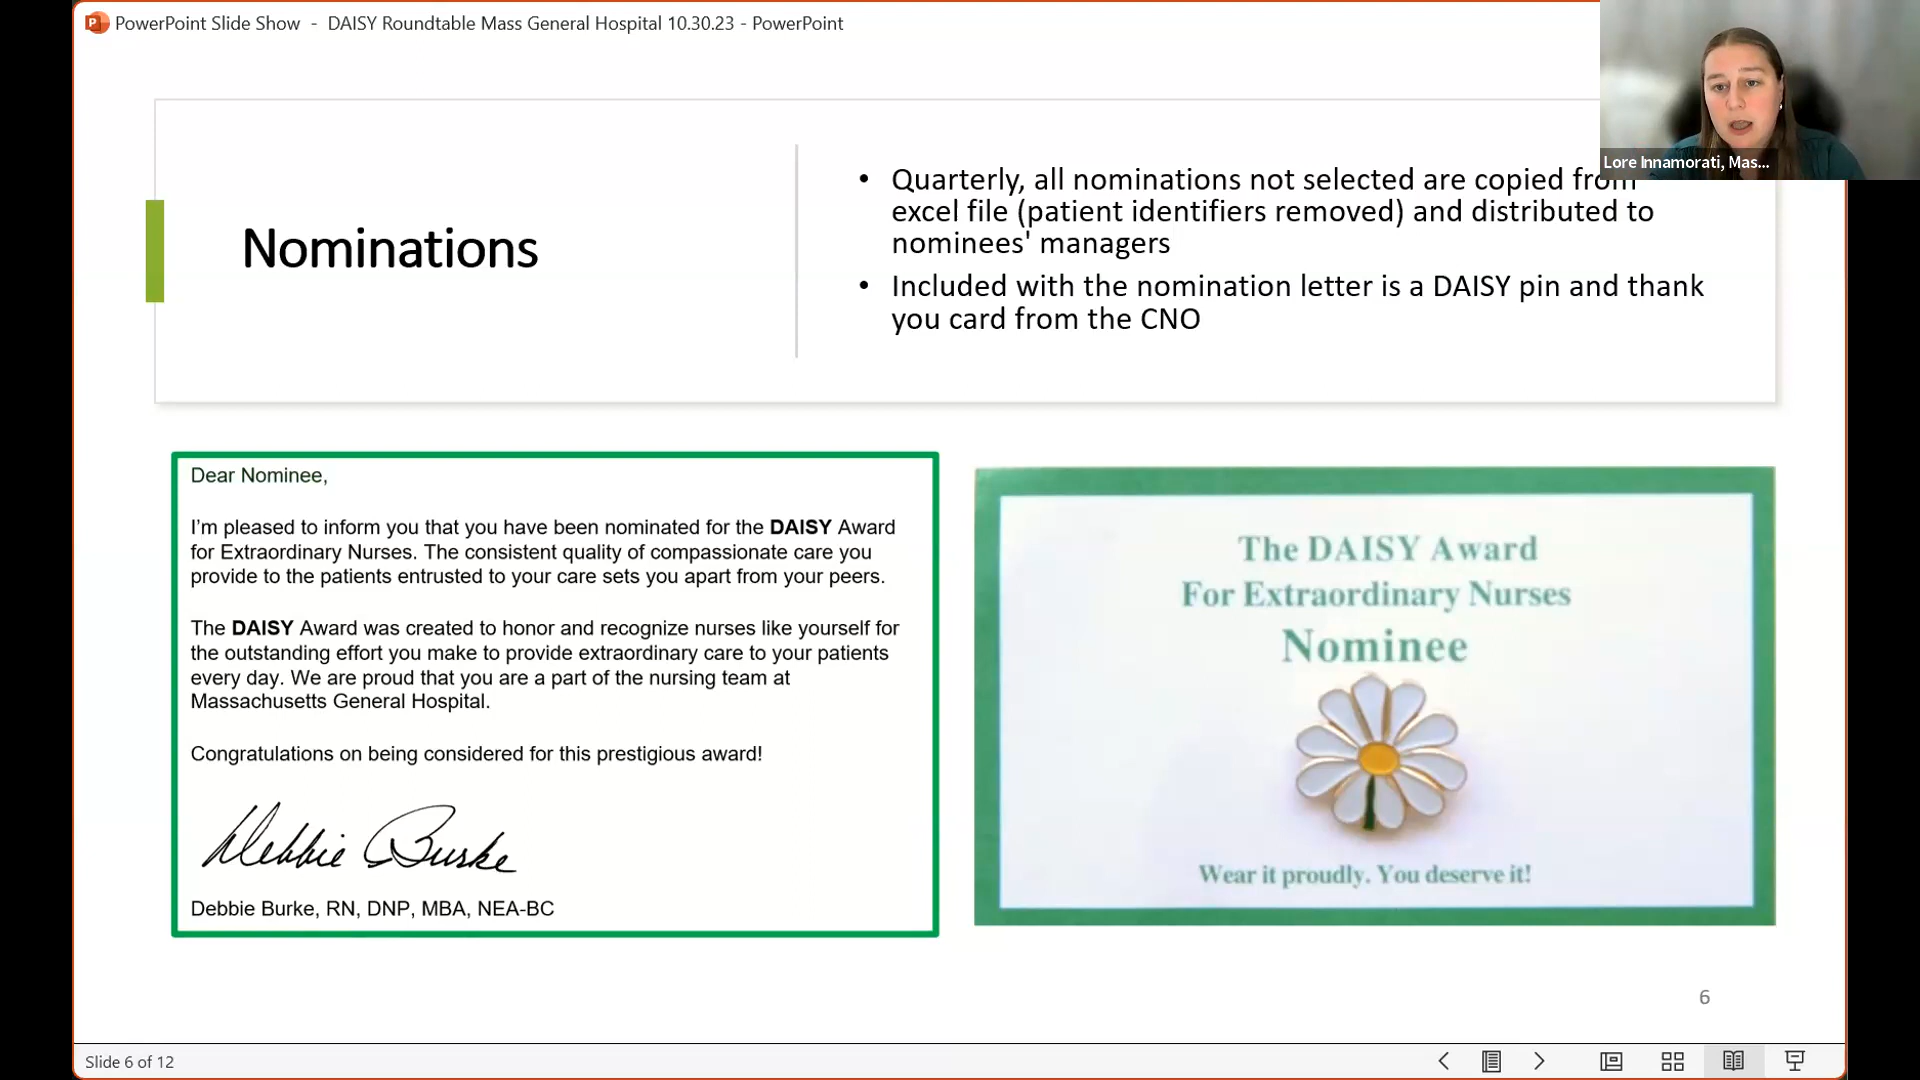 PowerPoint Slide Show - DAISY Roundtable Mass General Hospital 10.30.23 - PowerPoint
Lore Innamorati, Mas...
Nominations
• Quarterly, all nominations not selected are copied from
excel file (patient identifiers removed) and distributed to
nominees' managers
• Included with the nomination letter is a DAISY pin and thank
you card from the CNO
Dear Nominee,
I'm pleased to inform you that you have been nominated for the DAISY Award
for Extraordinary Nurses. The consistent quality of compassionate care you
provide to the patients entrusted to your care sets you apart from your peers.
The DAISY Award was created to honor and recognize nurses like yourself for
the outstanding effort you make to provide extraordinary care to your patients
every day. We are proud that you are a part of the nursing team at
Massachusetts General Hospital.
Congratulations on being considered for this prestigious award!
Debbie Burke
Debbie Burke, RN, DNP, MBA, NEA-BC
The DAISY Award
For Extraordinary Nurses
Nominee
Wear it proudly. You deserve it!
6
Slide 6 of 12